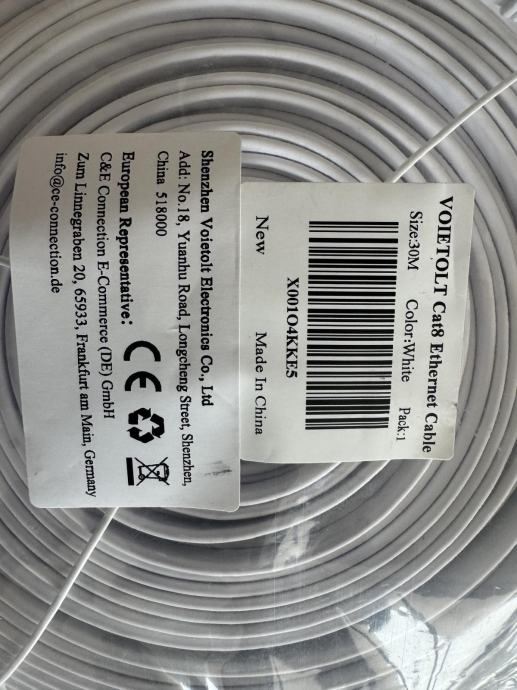 VOIETOLT Cat8 Ethernet Cable
Size:30M Color:White Pack:1
X001O4KKE5
New Made In China
Shenzhen Voietolt Electronics Co., Ltd
Add: No.18, Yuanhu Road, Longcheng Street, Shenzhen,
China 518000
European Representative:
C&E Connection E-Commerce (DE) GmbH
Zum Linnegraben 20, 65933, Frankfurt am Main, Germany
info@ce-connection.de
CE